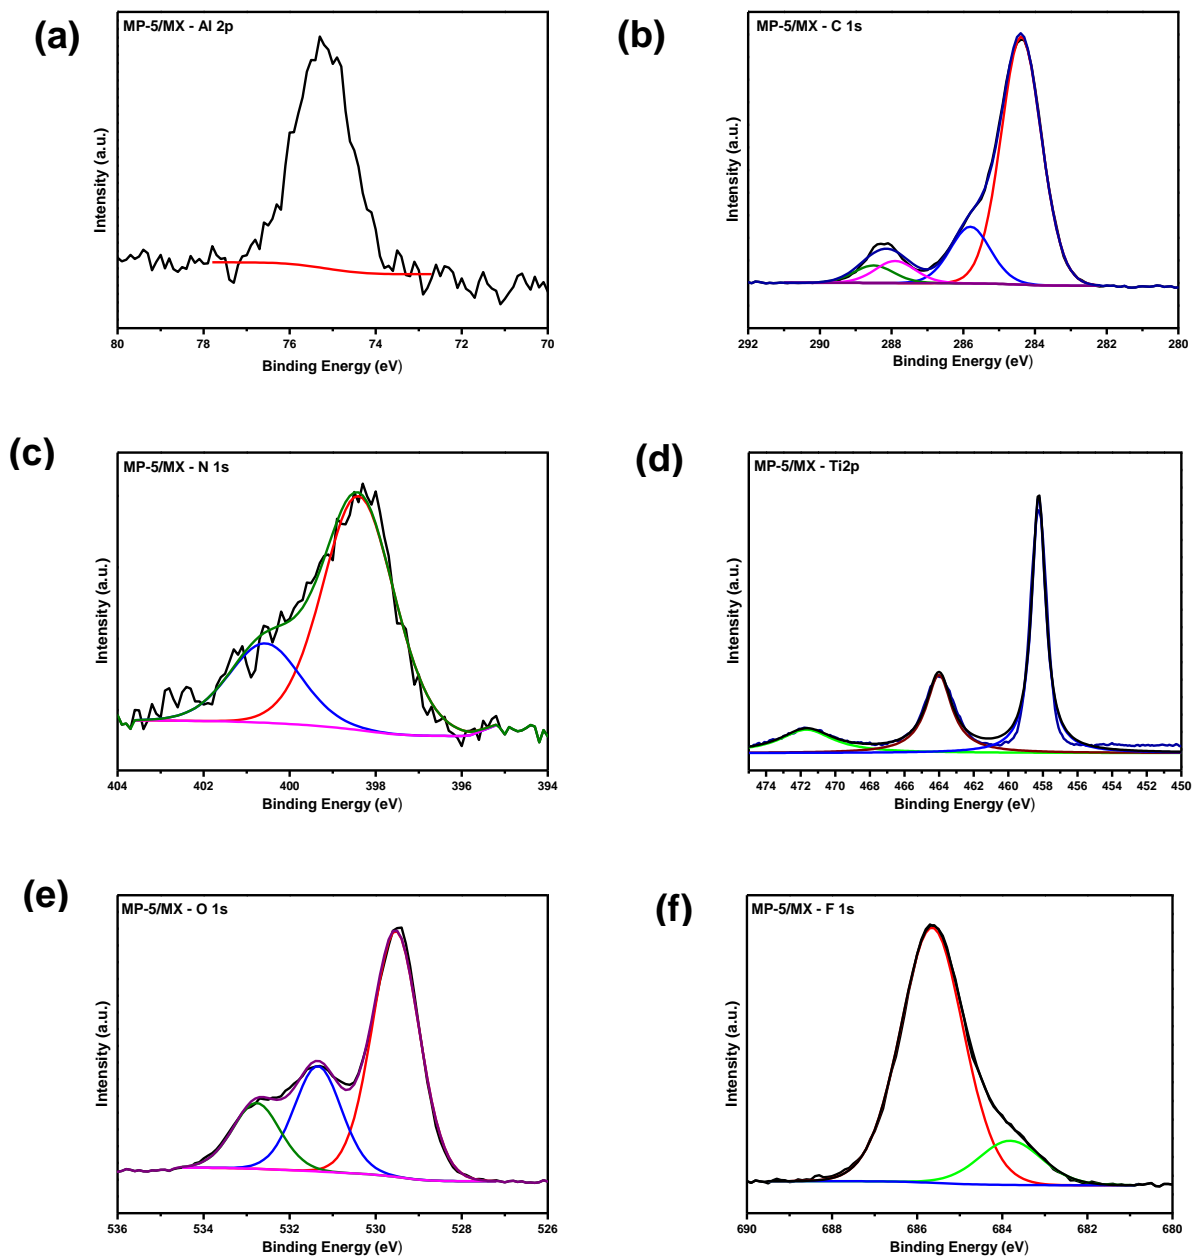 (a)
MP-5/MX - Al 2p
Intensity (a.u.)
80 78 76 74 72 70
Binding Energy (eV)
(b)
MP-5/MX - C 1s
Intensity (a.u.)
292 290 288 286 284 282 280
Binding Energy (eV)
(c)
MP-5/MX - N 1s
Intensity (a.u.)
404 402 400 398 396 394
Binding Energy (eV)
(d)
MP-5/MX - Ti2p
Intensity (a.u.)
474 472 470 468 466 464 462 460 458 456 454 452 450
Binding Energy (eV)
(e)
MP-5/MX - O 1s
Intensity (a.u.)
536 534 532 530 528 526
Binding Energy (eV)
(f)
MP-5/MX - F 1s
Intensity (a.u.)
690 688 686 684 682 680
Binding Energy (eV)